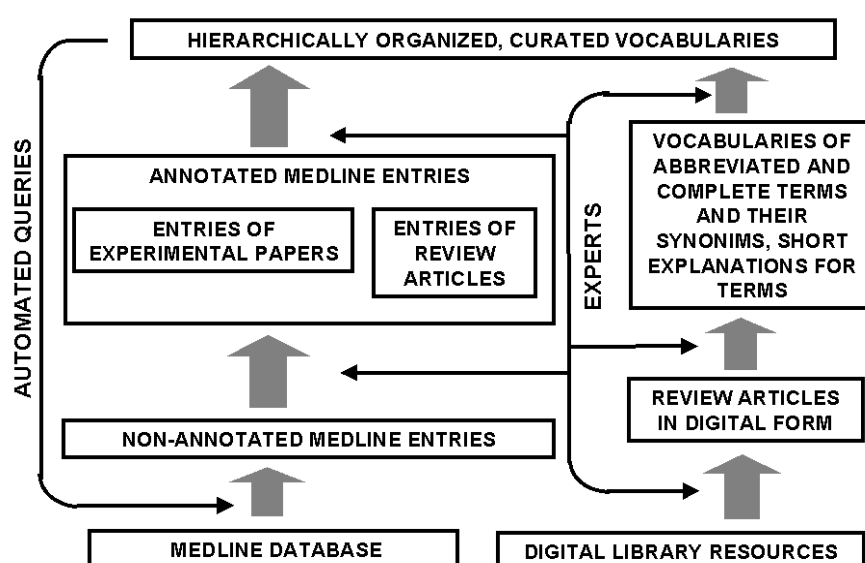 HIERARCHICALLY ORGANIZED, CURATED VOCABULARIES
AUTOMATED QUERIES
ANNOTATED MEDLINE ENTRIES
ENTRIES OF
EXPERIMENTAL PAPERS
ENTRIES OF
REVIEW
ARTICLES
EXPERTS
VOCABULARIES OF
ABBREVIATED AND
COMPLETE TERMS
AND THEIR
SYNONIMS, SHORT
EXPLANATIONS FOR
TERMS
NON-ANNOTATED MEDLINE ENTRIES
REVIEW ARTICLES
IN DIGITAL FORM
MEDLINE DATABASE
DIGITAL LIBRARY RESOURCES